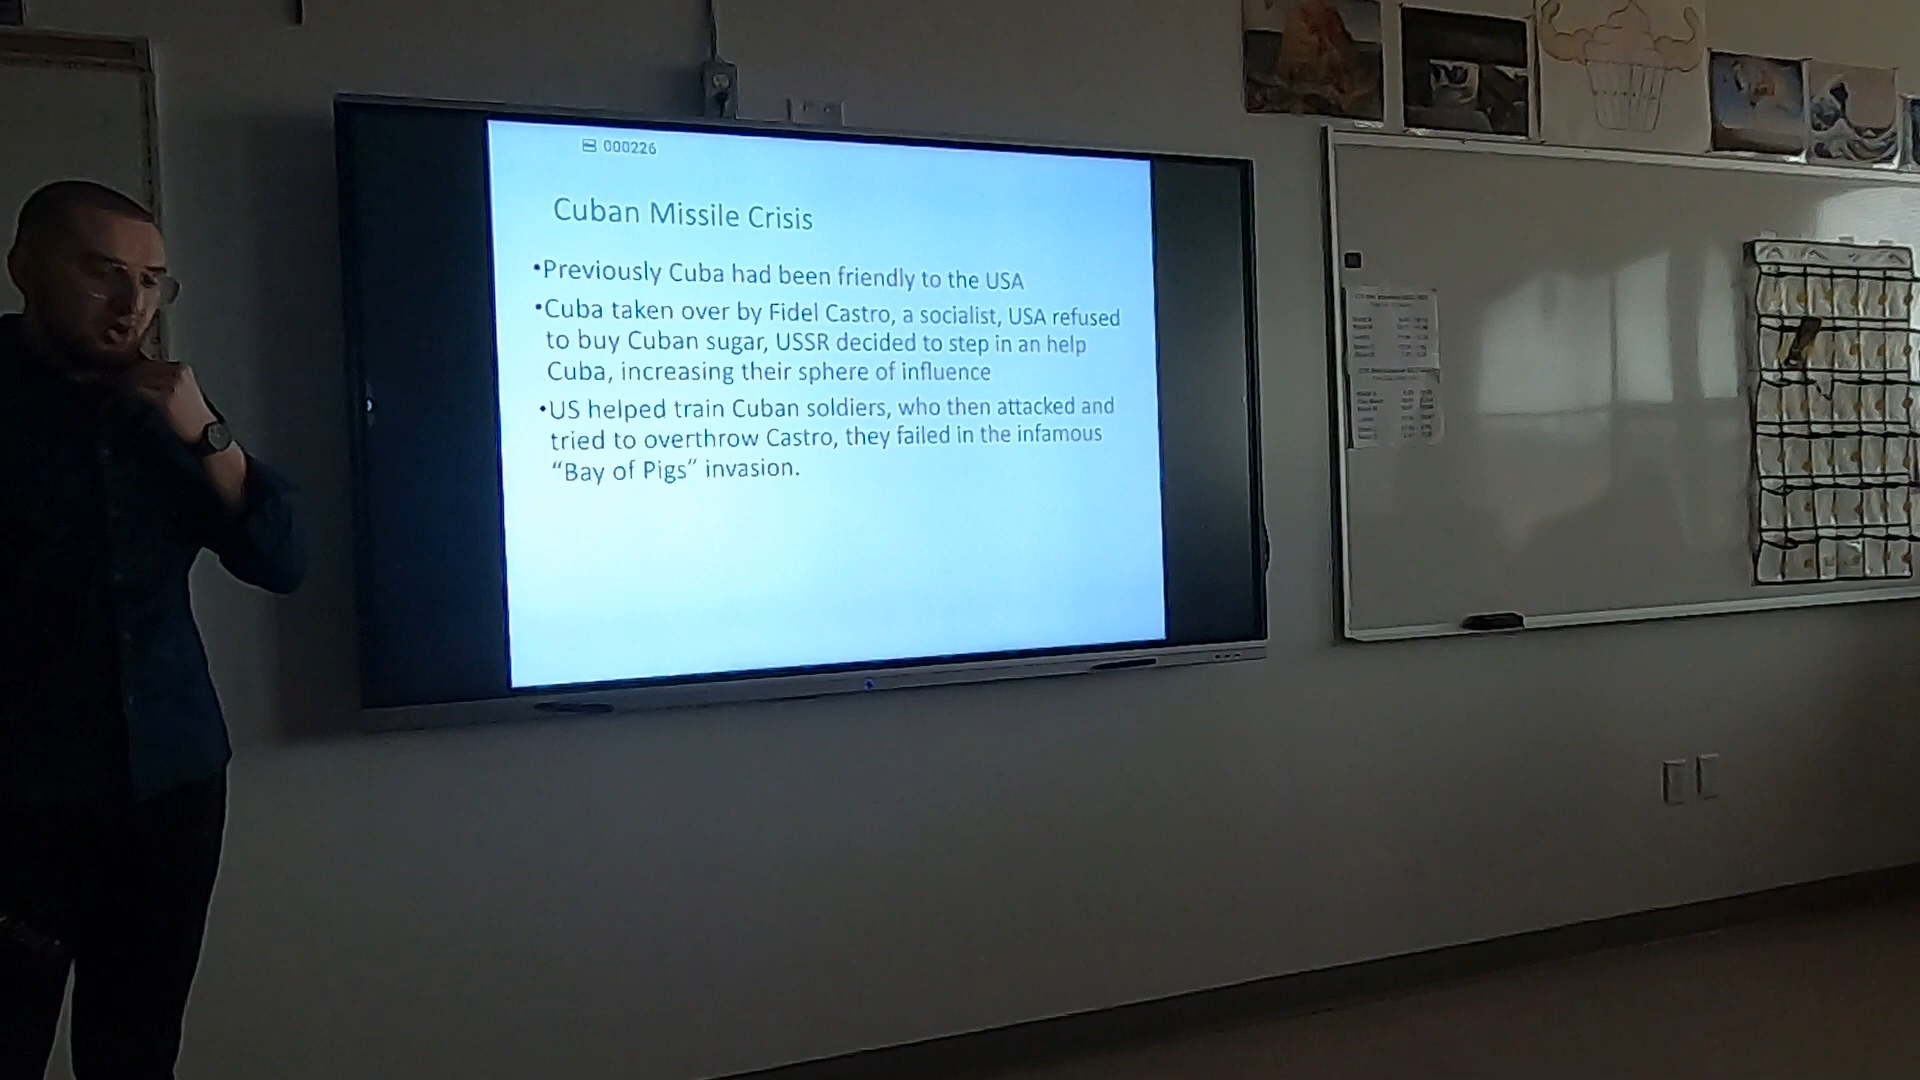 000226
Cuban Missile Crisis
•Previously Cuba had been friendly to the USA
•Cuba taken over by Fidel Castro, a socialist, USA refused
to buy Cuban sugar, USSR decided to step in an help
Cuba, increasing their sphere of influence
•US helped train Cuban soldiers, who then attacked and
tried to overthrow Castro, they failed in the infamous
“Bay of Pigs” invasion.